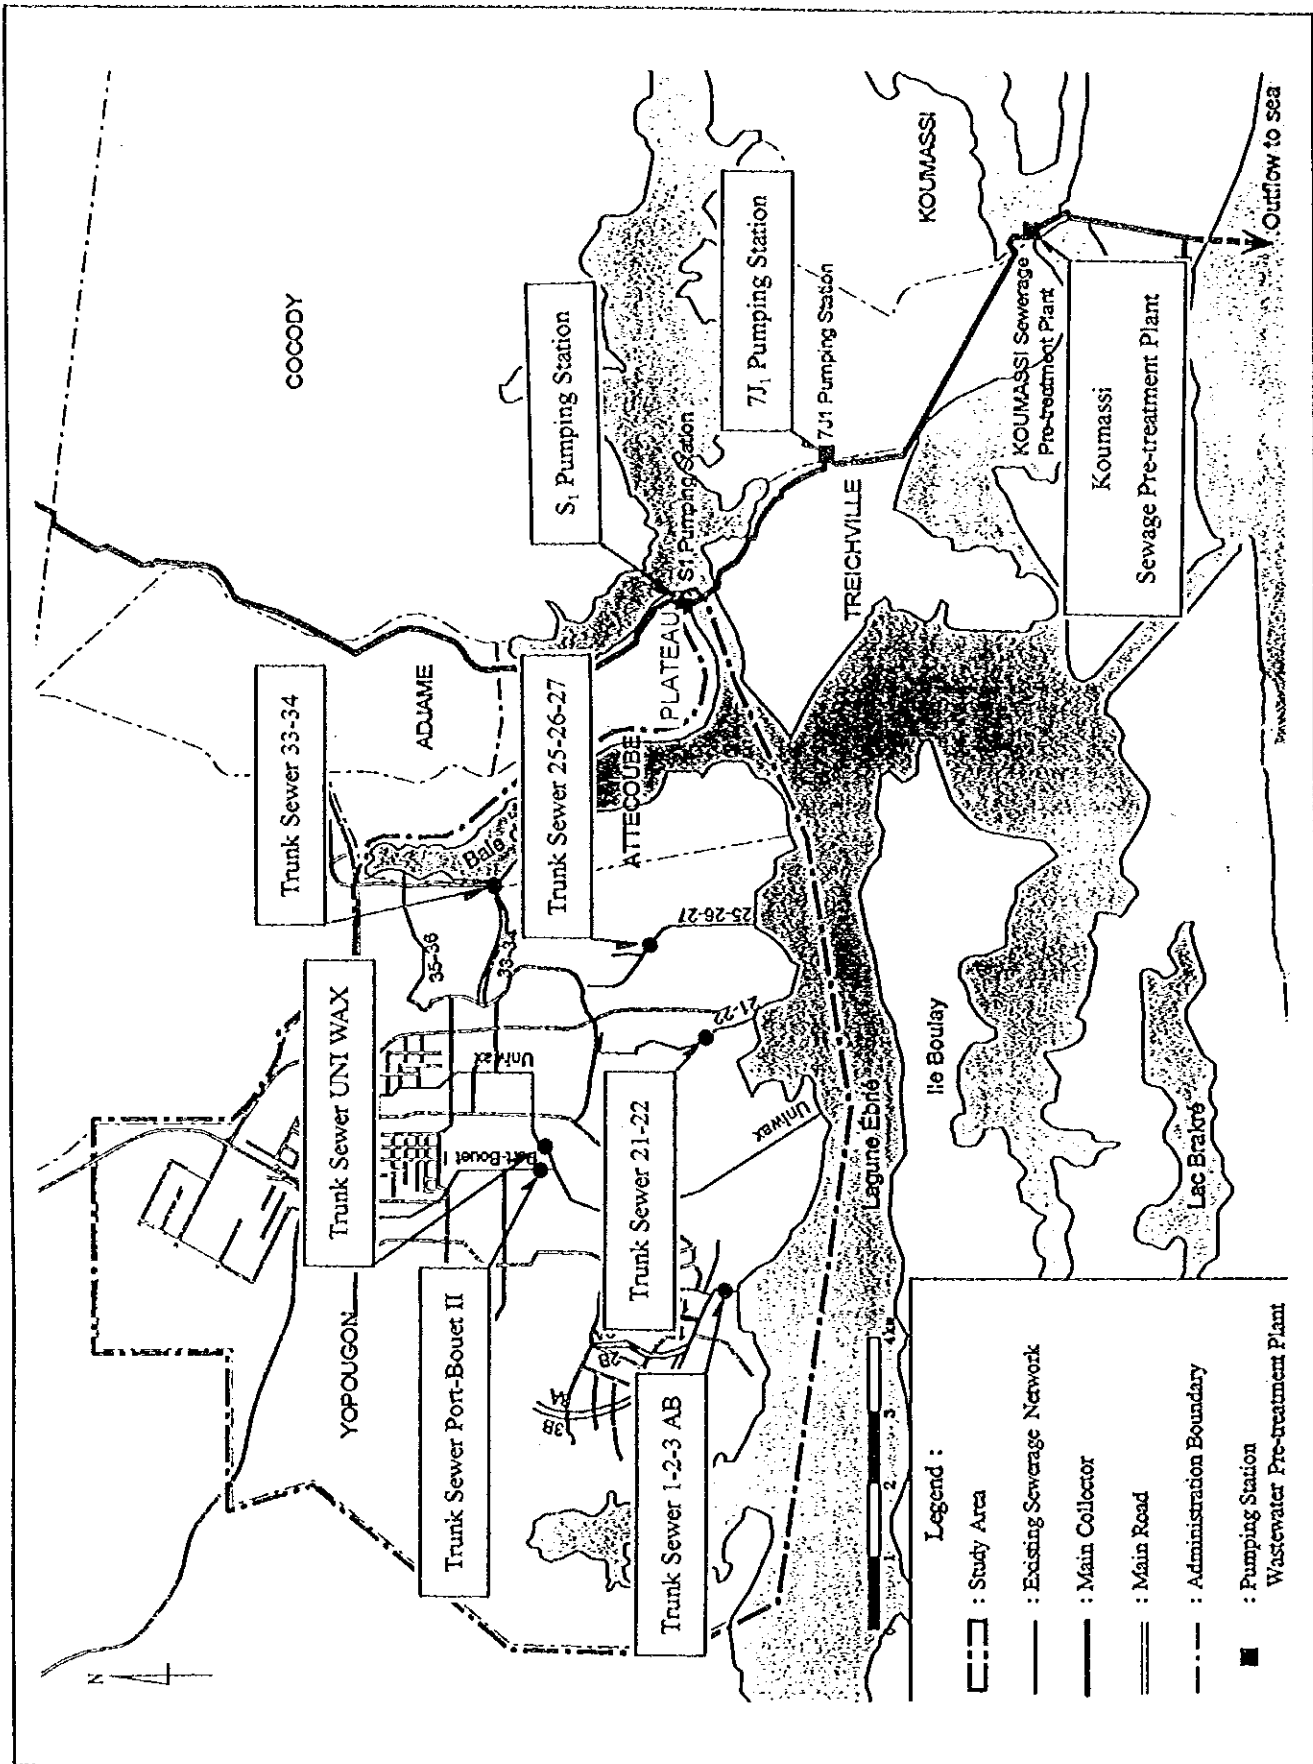 N
COCODY
YOPOUGON
ADJAME
Trunk Sewer 33-34
Trunk Sewer UNI WAX
Trunk Sewer Port-Bouet II
35-36
33-34
Baie
Uniwax
Port-Bouet I
S₁ Pumping Station
Trunk Sewer 25-26-27
Trunk Sewer 21-22
Trunk Sewer 1-2-3 AB
3B
2B
ATTECOUBE
PLATEAU
S1 Pumping Station
25-26-27
21-22
Uniwax
7J₁ Pumping Station
7J1 Pumping Station
TREICHVILLE
KOUMASSI
Lagune Ebrié
Ile Boulay
KOUMASSI Sewerage
Pre-treatment Plant
Koumassi
Sewage Pre-treatment Plant
Lac Brakré
Outflow to sea
1 2 3 4 km
Legend :
: Study Area
: Existing Sewerage Network
: Main Collector
: Main Road
: Administration Boundary
: Pumping Station
Wastewater Pre-treatment Plant